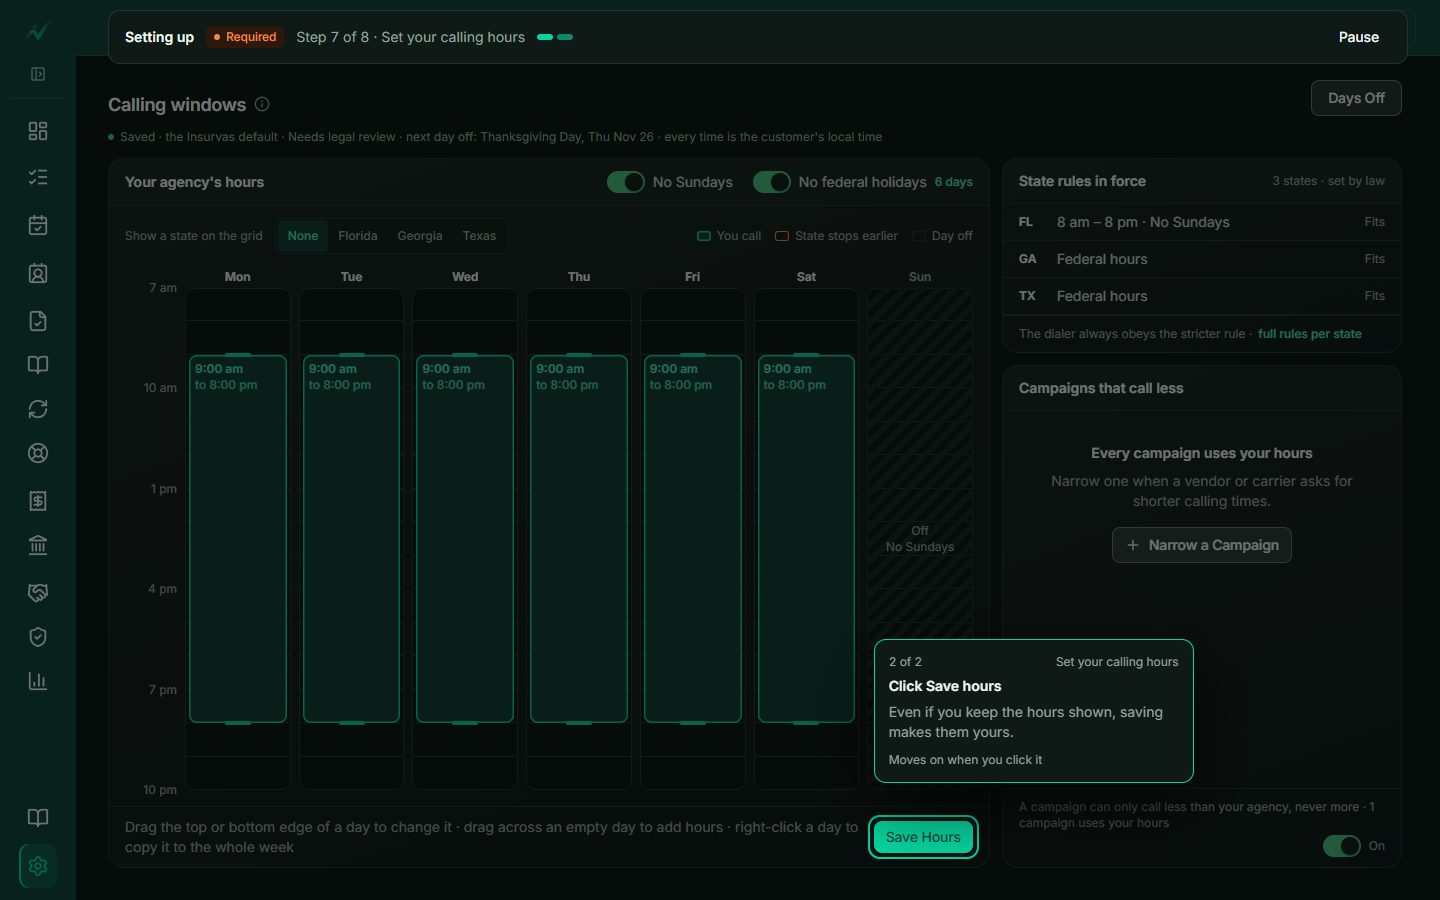 Setting up
Required
Step 7 of 8 · Set your calling hours
Pause
Calling windows
Days Off
Saved · the Insurvas default · Needs legal review · next day off: Thanksgiving Day, Thu Nov 26 · every time is the customer's local time
Your agency's hours
No Sundays
No federal holidays 6 days
Show a state on the grid
None
Florida
Georgia
Texas
You call
State stops earlier
Day off
Mon
Tue
Wed
Thu
Fri
Sat
Sun
7 am
10 am
1 pm
4 pm
7 pm
10 pm
9:00 am
to 8:00 pm
9:00 am
to 8:00 pm
9:00 am
to 8:00 pm
9:00 am
to 8:00 pm
9:00 am
to 8:00 pm
9:00 am
to 8:00 pm
Off
No Sundays
Drag the top or bottom edge of a day to change it · drag across an empty day to add hours · right-click a day to
copy it to the whole week
Save Hours
State rules in force
3 states · set by law
FL 8 am – 8 pm · No Sundays Fits
GA Federal hours Fits
TX Federal hours Fits
The dialer always obeys the stricter rule · full rules per state
Campaigns that call less
Every campaign uses your hours
Narrow one when a vendor or carrier asks for
shorter calling times.
Narrow a Campaign
2 of 2
Set your calling hours
Click Save hours
Even if you keep the hours shown, saving
makes them yours.
Moves on when you click it
A campaign can only call less than your agency, never more · 1
campaign uses your hours
On